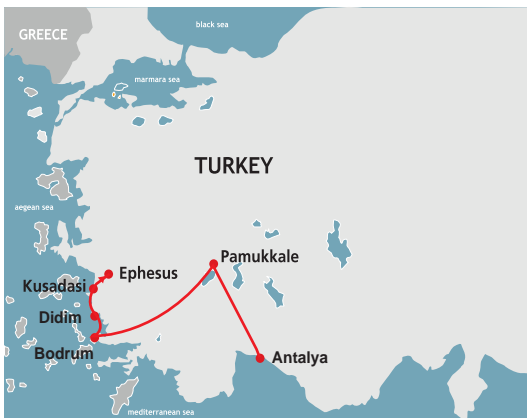 black sea
GREECE
marmara sea
TURKEY
aegean sea
Pamukkale
Ephesus
Kusadasi
Didim
Bodrum
Antalya
mediterranean sea